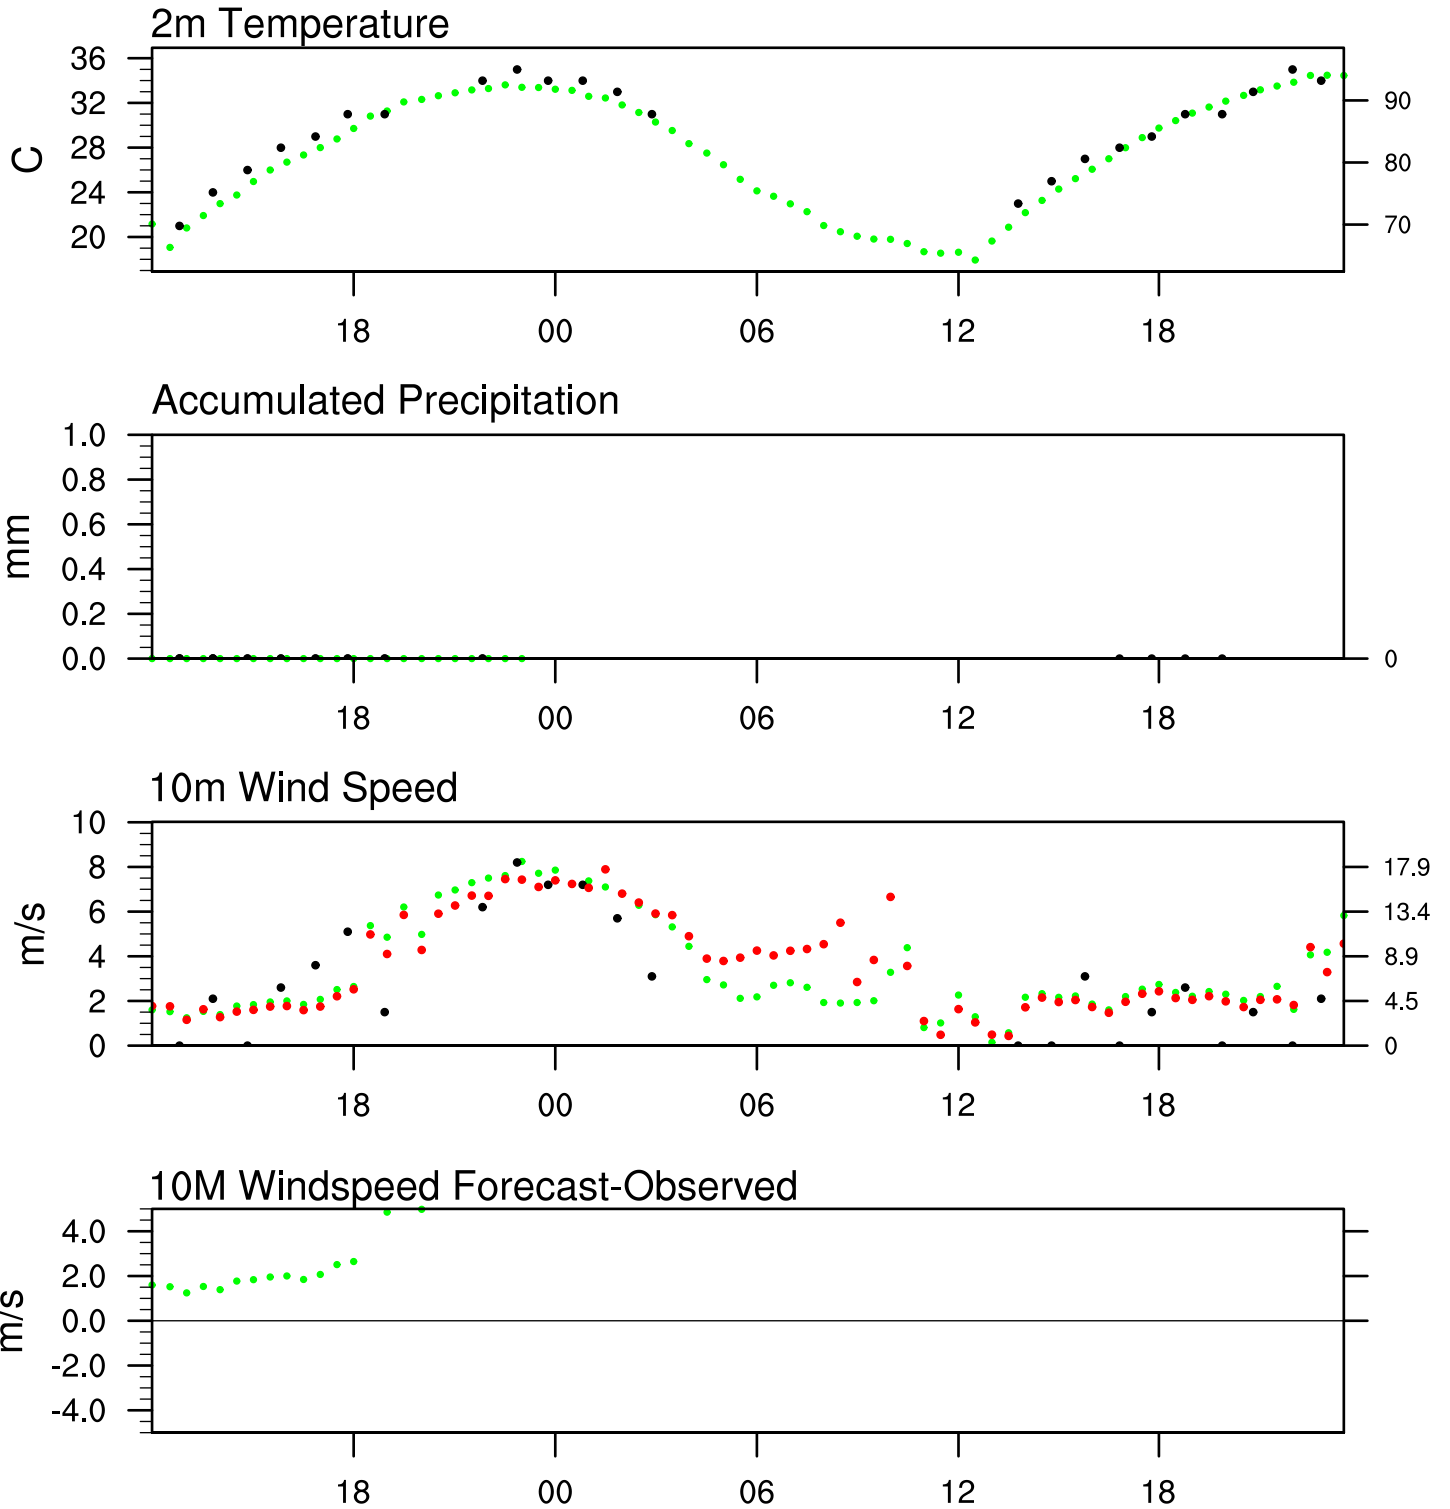 2m Temperature
36
32
28
24
20
C
90
80
70
18 00 06 12 18
Accumulated Precipitation
1.0
0.8
0.6
0.4
0.2
0.0
mm
0
18 00 06 12 18
10m Wind Speed
10
8
6
4
2
0
m/s
17.9
13.4
8.9
4.5
0
18 00 06 12 18
10M Windspeed Forecast-Observed
4.0
2.0
0.0
-2.0
-4.0
m/s
18 00 06 12 18